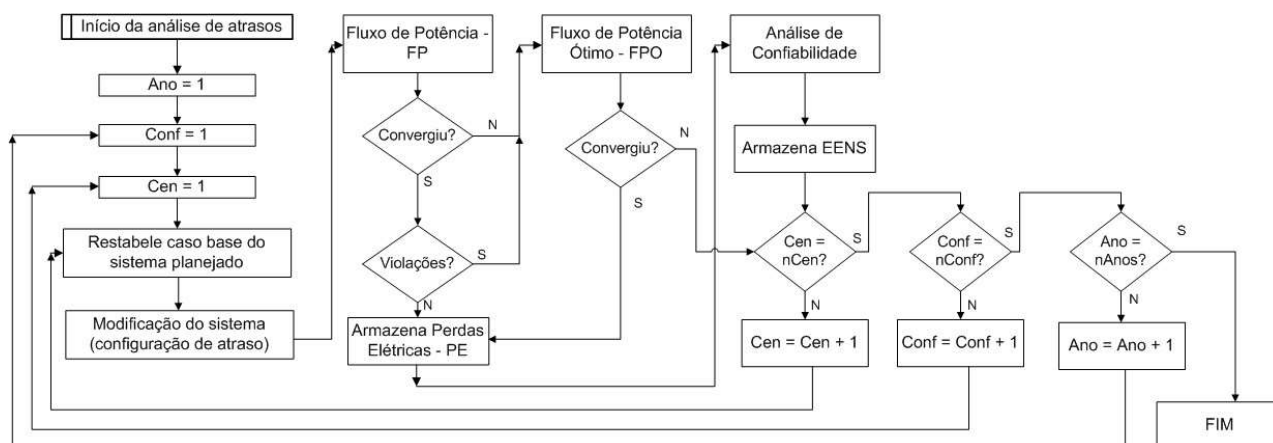 Início da análise de atrasos
Ano = 1
Conf = 1
Cen = 1
Restabele caso base do
sistema planejado
Modificação do sistema
(configuração de atraso)
Fluxo de Potência -
FP
Convergiu?
N
S
Violações?
S
N
Armazena Perdas
Elétricas - PE
Fluxo de Potência
Ótimo - FPO
Convergiu?
N
S
Análise de
Confiabilidade
Armazena EENS
Cen =
nCen?
S
N
Cen = Cen + 1
Conf =
nConf?
S
N
Conf = Conf + 1
Ano =
nAnos?
S
N
Ano = Ano + 1
FIM